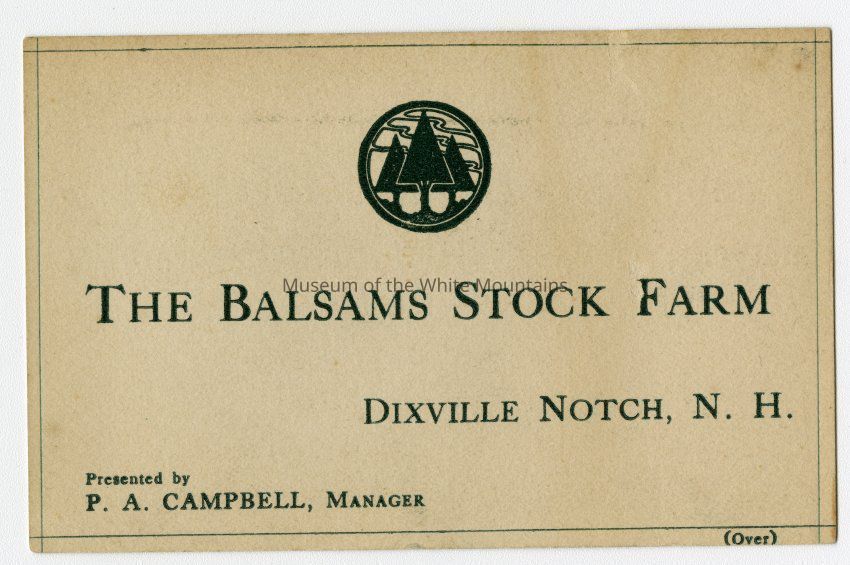 The Balsams Stock Farm
Museum of the White Mountains
Dixville Notch, N. H.
Presented by
P. A. CAMPBELL, Manager
(Over)